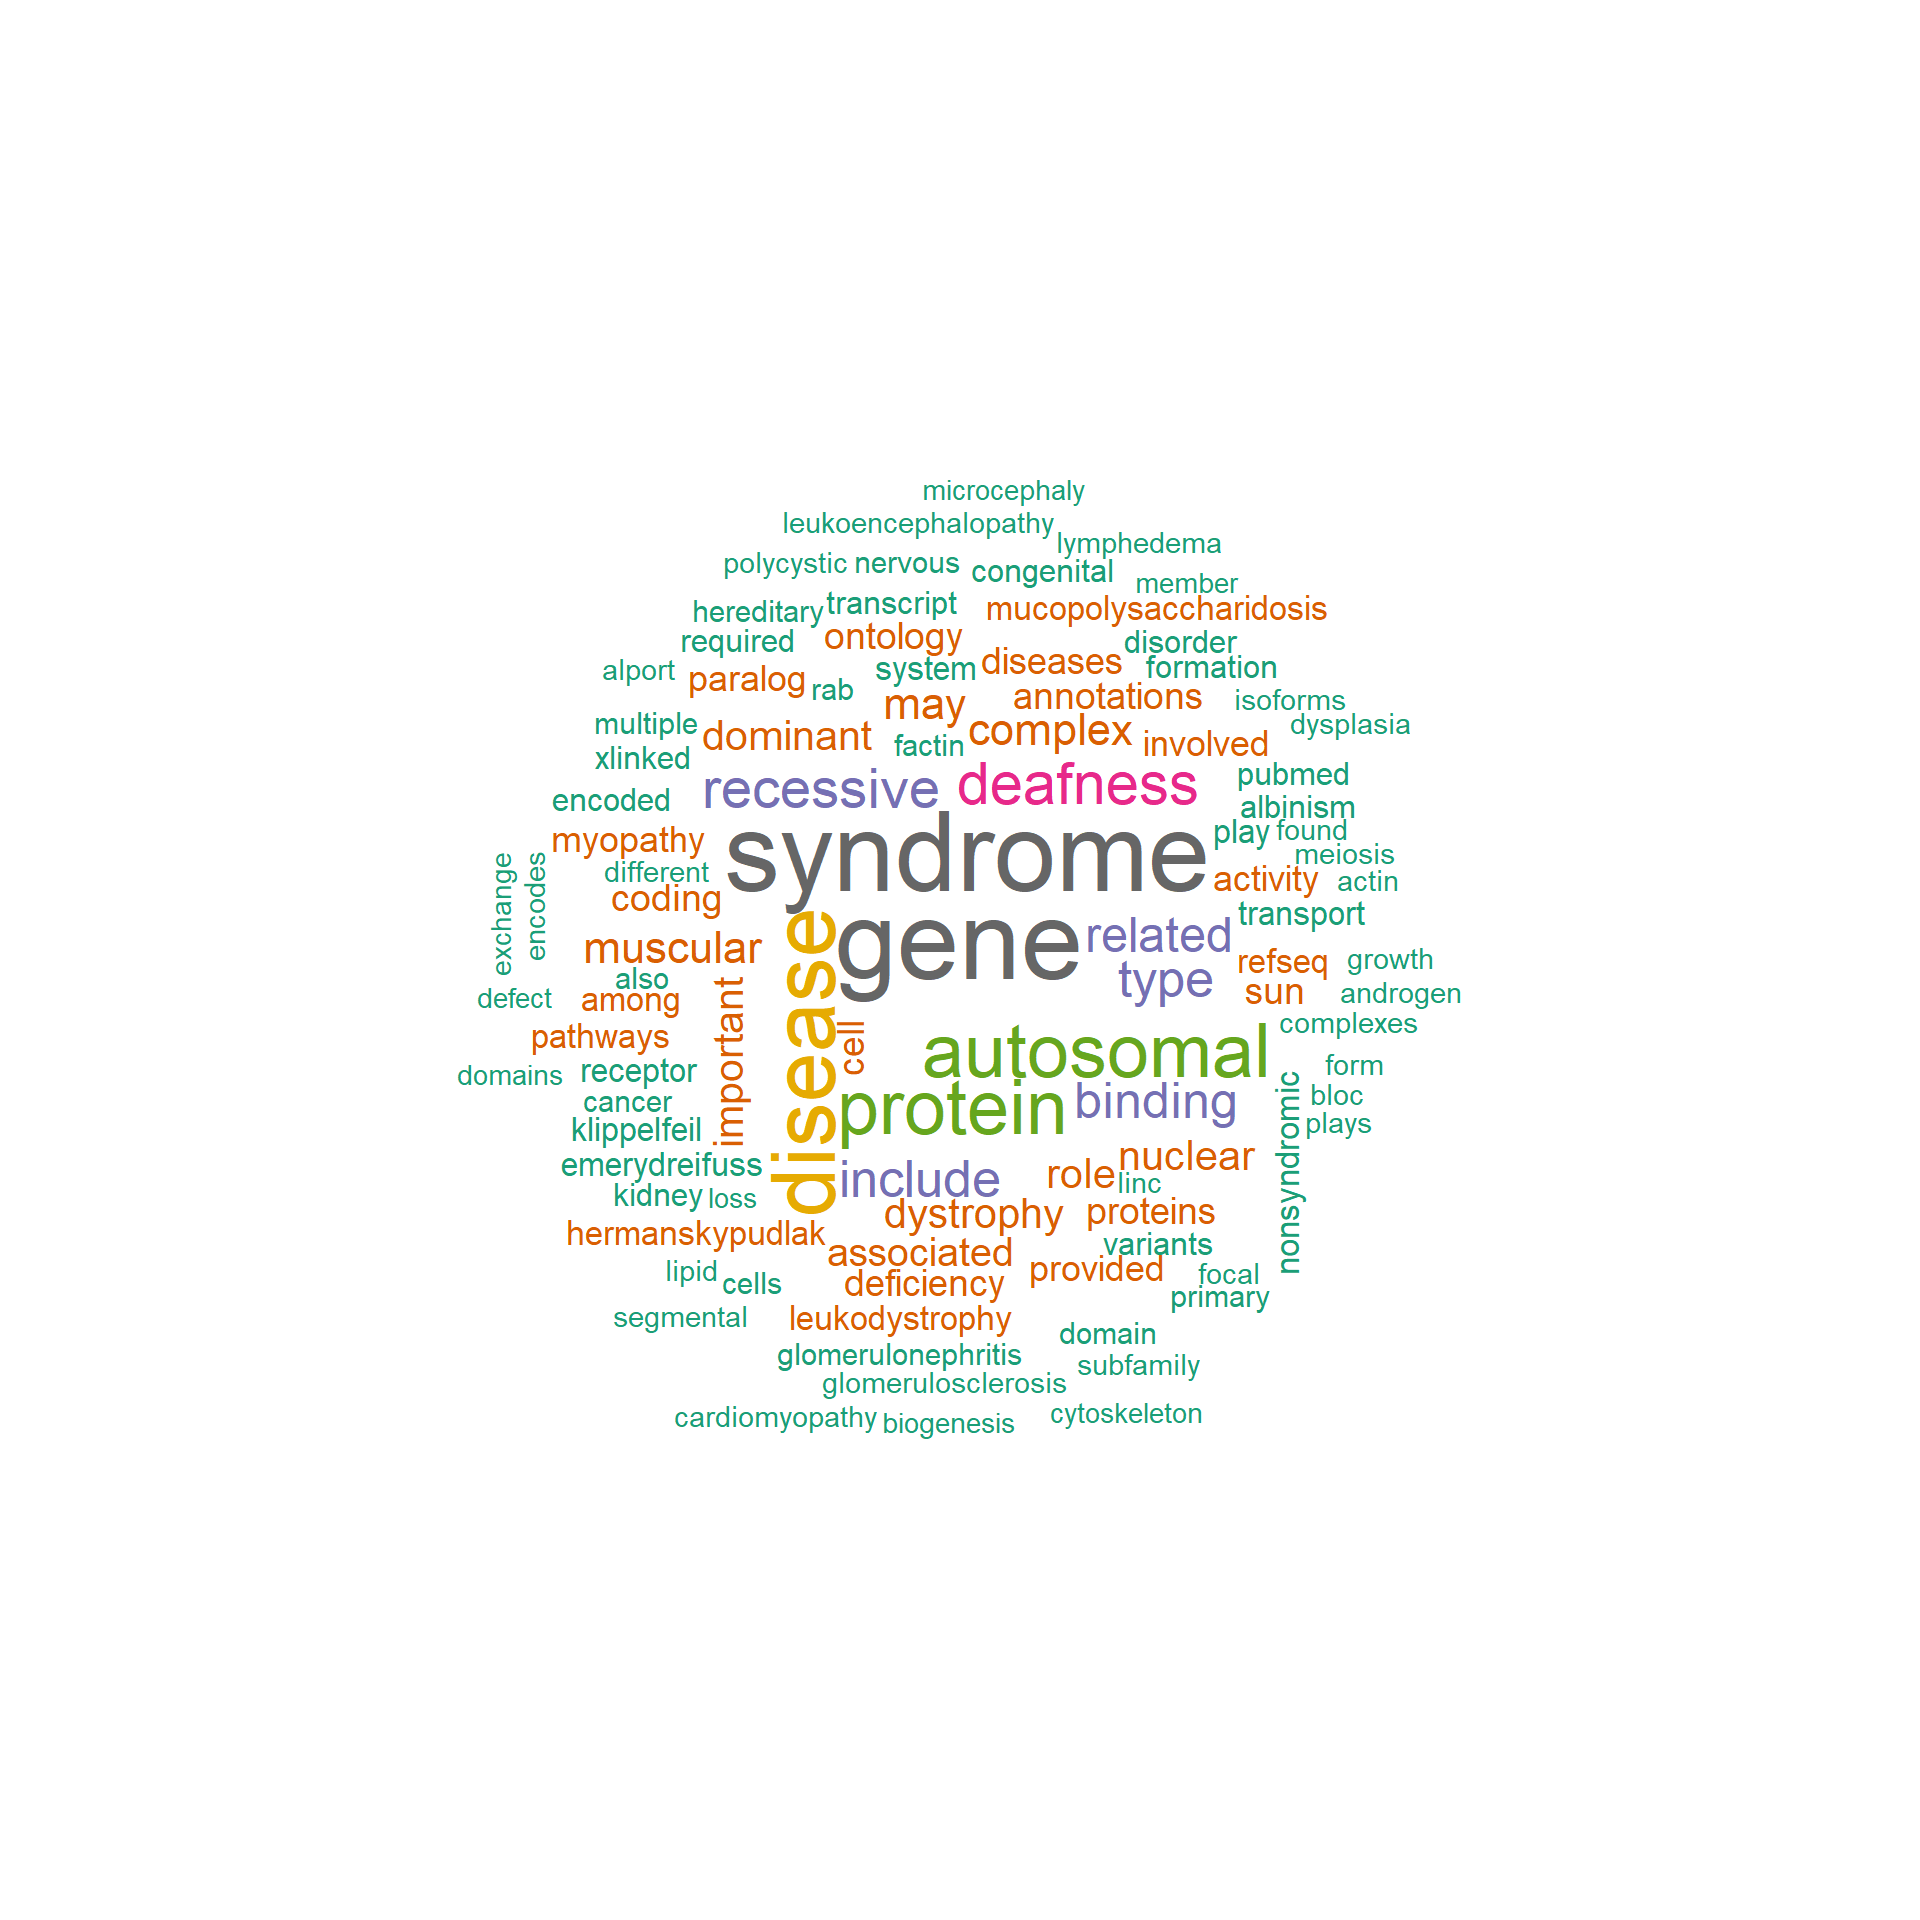 microcephaly
leukoencephalopathy
lymphedema
polycystic nervous congenital
member
hereditary transcript mucopolysaccharidosis
required ontology disorder
alport paralog rab system diseases formation
may annotations isoforms
multiple dominant factin complex involved dysplasia
xlinked
recessive deafness pubmed
encoded albinism
myopathy syndrome play found
different meiosis
coding activity actin
exchange
encodes
transport
muscular disease gene related refseq growth
also type sun androgen
defect among important
pathways cell autosomal complexes
domains receptor form
cancer protein binding nonsyndromic bloc
klippelfeil plays
emerydreifuss include role nuclear
kidney loss linc
hermanskypudlak dystrophy proteins
associated variants
lipid cells deficiency provided focal
primary
segmental leukodystrophy
domain
glomerulonephritis subfamily
glomerulosclerosis
cardiomyopathy biogenesis cytoskeleton